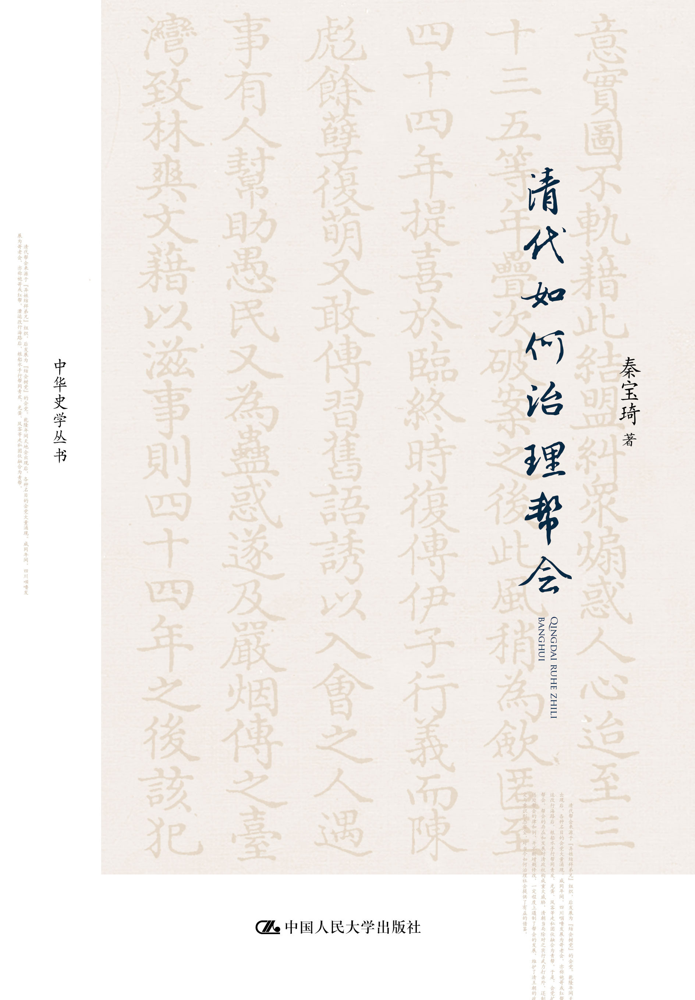 秦宝琦 著
清代如何治理帮会
QINGDAI RUHE ZHILI
BANGHUI
中华史学丛书
意實圖不軌藉此結盟糾眾煽惑人心迨至三
十三五等年疊次破案之後此風稍為歛匿至
四十四年提喜於臨終時復傳伊子行義而陳
彪餘孽復萌又敢傳習舊語誘以入會之人遇
事有人幫助愚民又為蠱惑遂及嚴烟傳之臺
灣致林爽文藉以滋事則四十四年之後該犯
清代帮会来源于『异姓结拜弟兄』组织,后发展为『结会树党』的会党。乾隆年间天地会出现后,各种名目的会党大量涌现。咸同年间,四川啯噜发
展为哥老会,亦称袍哥或红帮。漕运改行海路后,粮船水手行帮同青皮、光蛋、风客等走私团伙融合为青帮。
清代帮会来源于『异姓结拜弟兄』组织,后发展为『结会树党』的会党。乾隆年间天
出现后,各种名目的会党大量涌现。咸同年间,四川啯噜发展为哥老会,亦称袍哥或红帮
运改行海路后,粮船水手行帮同青皮、光蛋、风客等走私团伙融合为青帮。于是,会党扩
帮会。帮会的存在和发展对清政权构成重大威胁,清朝当局除对之实行武力打击外,还制
惩处帮会的律和例,并不断增删修改,一定程度上遏制了帮会的发展,维护了清王朝的政
定与意识形态安全,对当今如何治理社会提供了有益的借鉴。
中国人民大学出版社